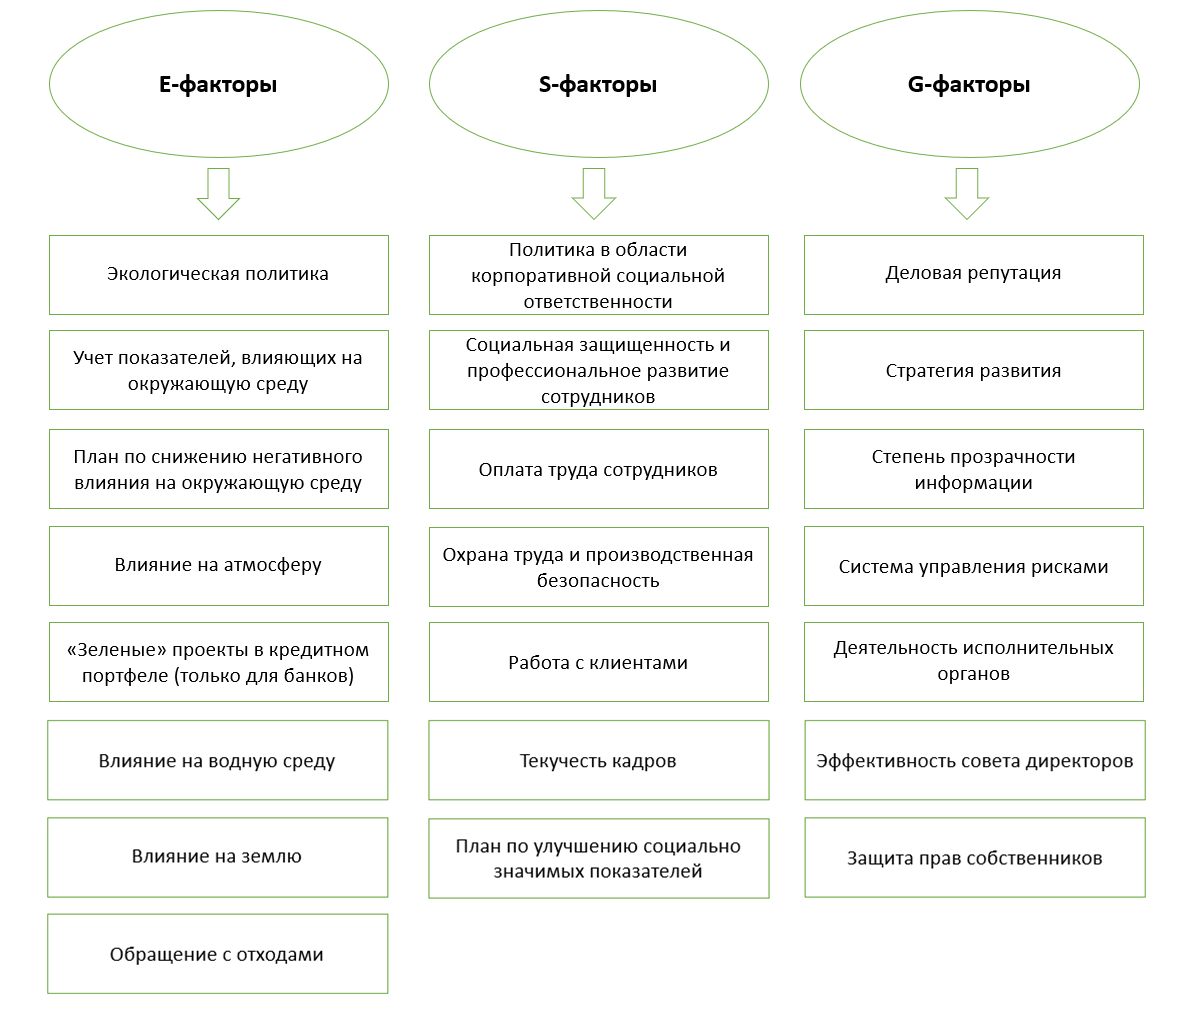 E-факторы
S-факторы
G-факторы
Экологическая политика
Учет показателей, влияющих на
окружающую среду
План по снижению негативного
влияния на окружающую среду
Влияние на атмосферу
«Зеленые» проекты в кредитном
портфеле (только для банков)
Влияние на водную среду
Влияние на землю
Обращение с отходами
Политика в области
корпоративной социальной
ответственности
Социальная защищенность и
профессиональное развитие
сотрудников
Оплата труда сотрудников
Охрана труда и производственная
безопасность
Работа с клиентами
Текучесть кадров
План по улучшению социально
значимых показателей
Деловая репутация
Стратегия развития
Степень прозрачности
информации
Система управления рисками
Деятельность исполнительных
органов
Эффективность совета директоров
Защита прав собственников